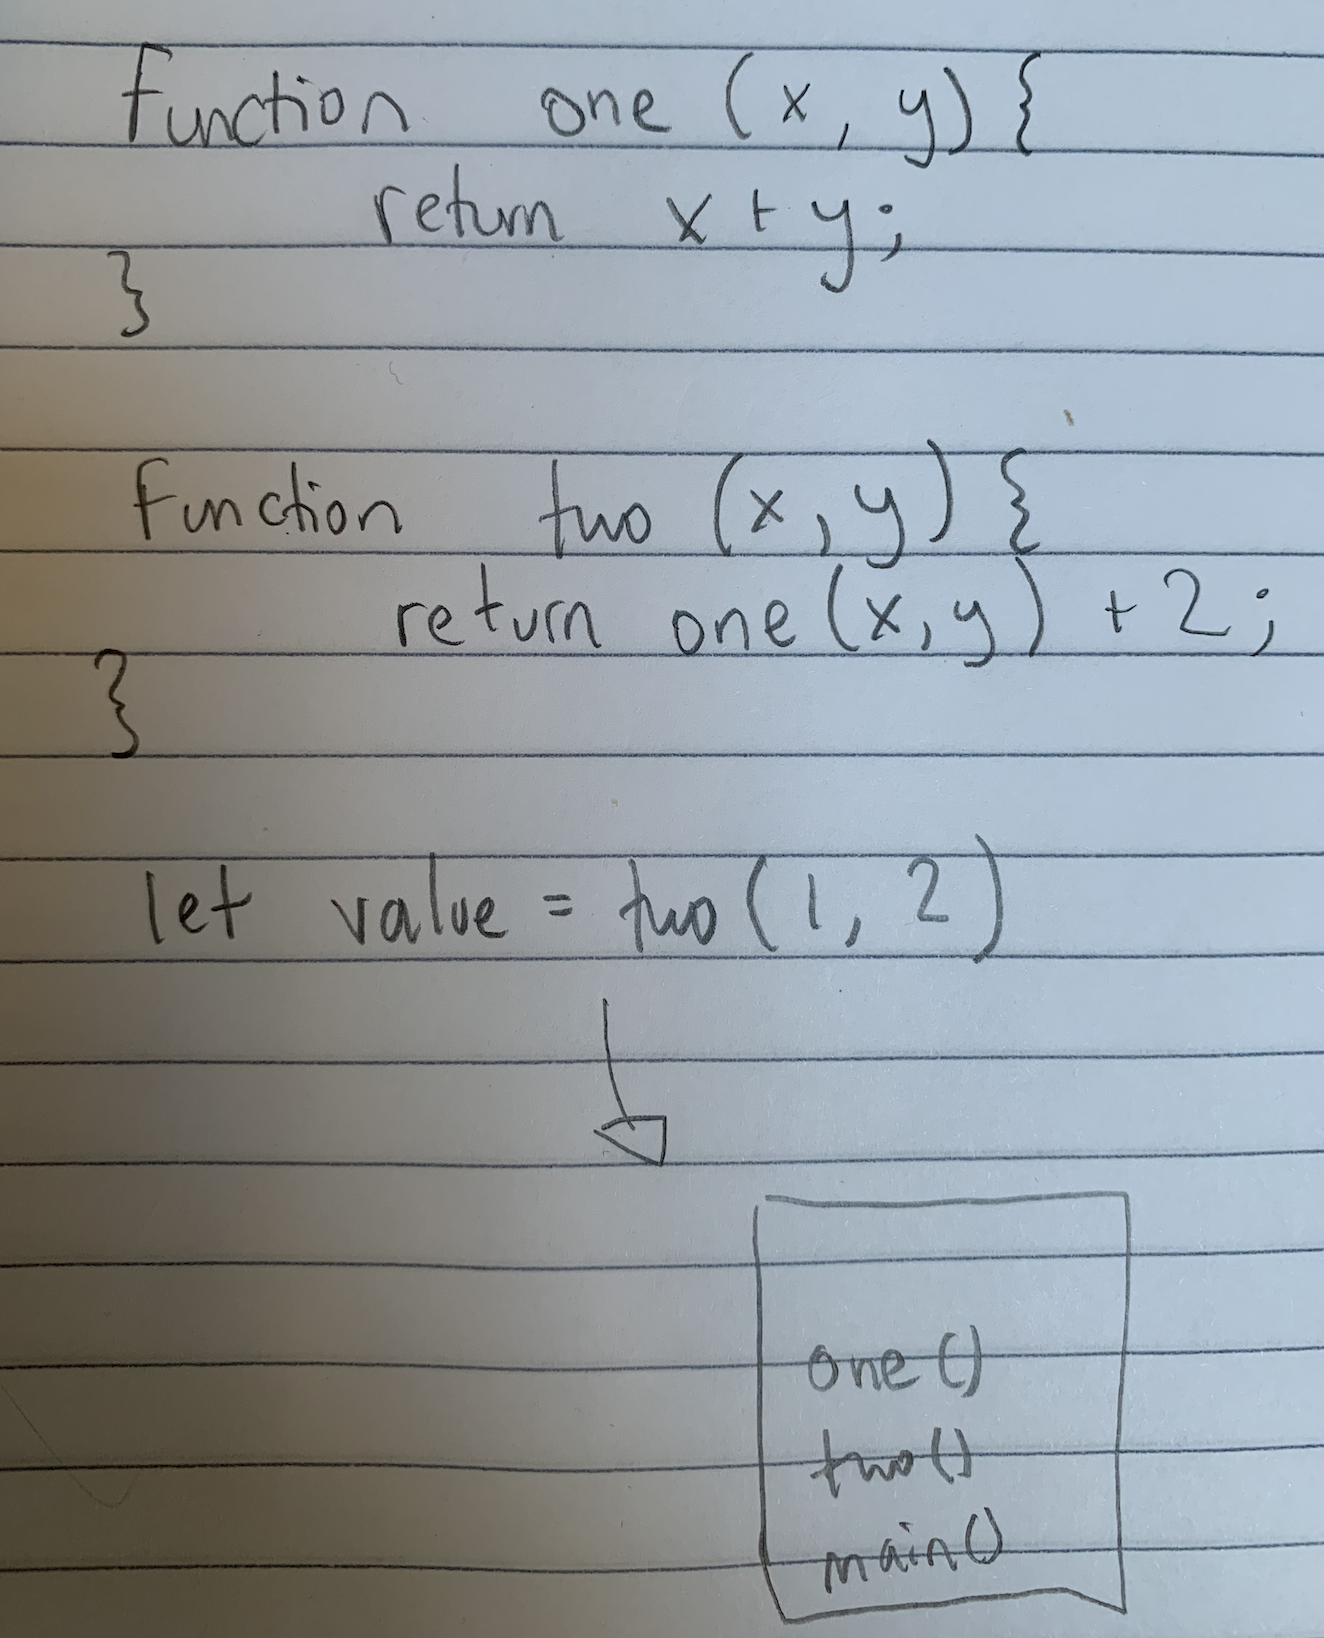 function one (x, y) {
return x + y;
}
function two (x, y) {
return one (x, y) + 2;
}
let value = two (1, 2)
one ()
two ()
main ()